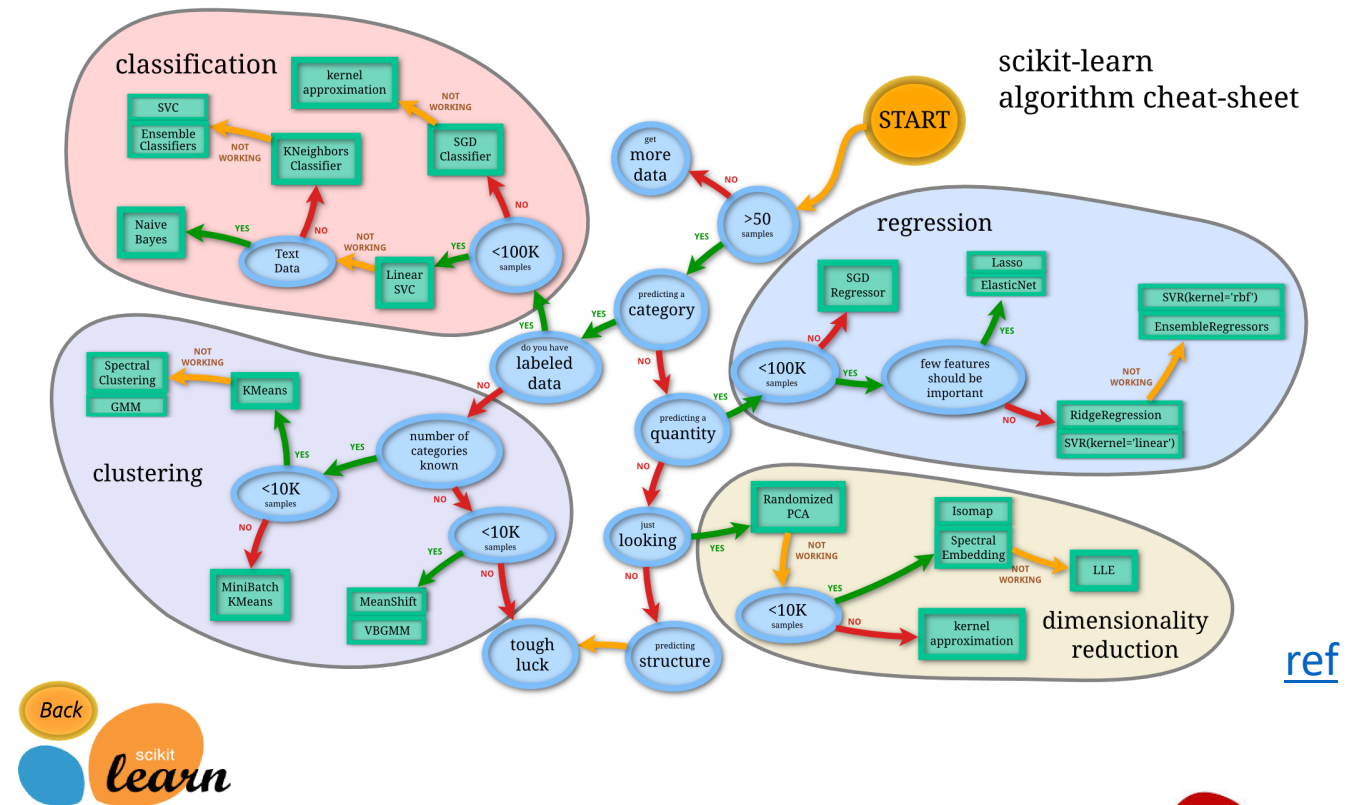 scikit-learn
algorithm cheat-sheet
START
get
more
data
NO
>50
samples
YES
predicting a
category
YES
NO
do you have
labeled
data
YES
NO
predicting a
quantity
YES
NO
just
looking
YES
NO
predicting
structure
tough
luck
classification
kernel
approximation
NOT
WORKING
SGD
Classifier
NO
<100K
samples
YES
Linear
SVC
NOT
WORKING
Text
Data
YES
NO
Naive
Bayes
KNeighbors
Classifier
NOT
WORKING
SVC
Ensemble
Classifiers
regression
<100K
samples
NO
YES
SGD
Regressor
few features
should be
important
YES
NO
Lasso
ElasticNet
RidgeRegression
SVR(kernel='linear')
NOT
WORKING
SVR(kernel='rbf')
EnsembleRegressors
clustering
number of
categories
known
YES
NO
<10K
samples
YES
NO
KMeans
NOT
WORKING
Spectral
Clustering
GMM
MiniBatch
KMeans
<10K
samples
YES
NO
MeanShift
VBGMM
dimensionality
reduction
Randomized
PCA
NOT
WORKING
<10K
samples
YES
NO
Isomap
Spectral
Embedding
NOT
WORKING
LLE
kernel
approximation
ref
Back
scikit
learn